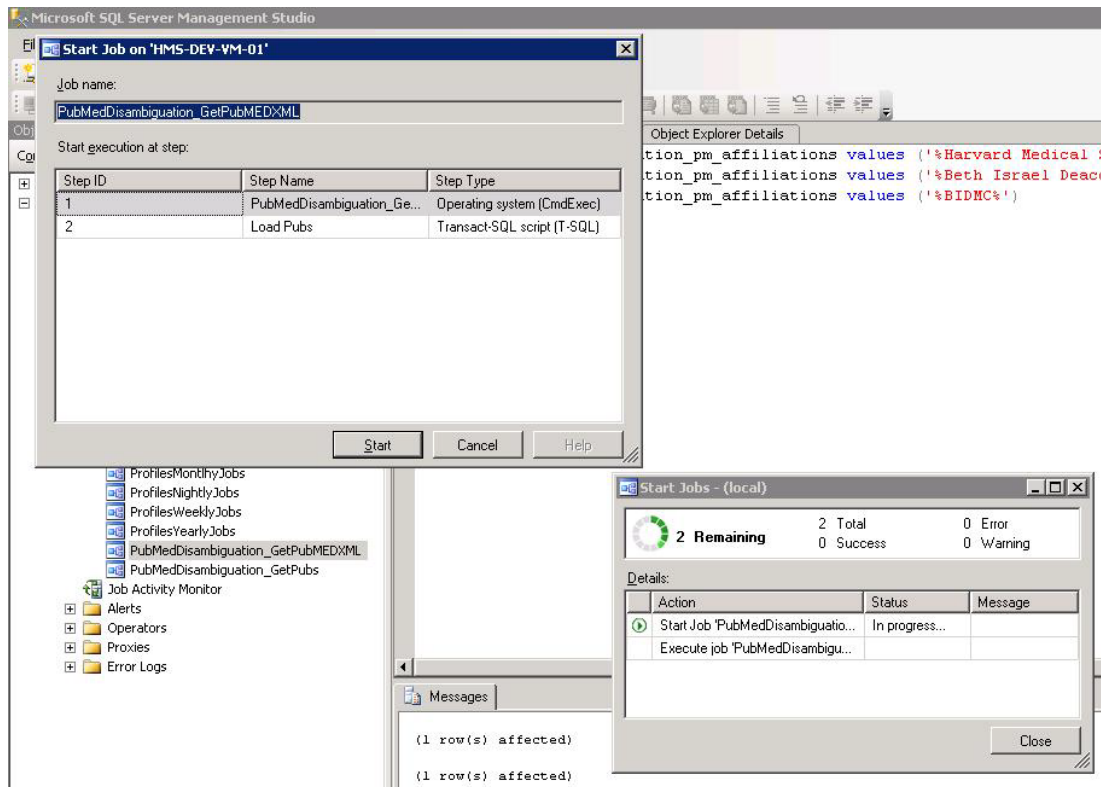 Microsoft SQL Server Management Studio
Start Job on 'HMS-DEV-VM-01'
Job name:
PubMedDisambiguation_GetPubMEDXML
Start execution at step:
Step ID Step Name Step Type
1 PubMedDisambiguation_Ge... Operating system (CmdExec)
2 Load Pubs Transact-SQL script (T-SQL)
Start Cancel Help
Object Explorer Details
tion_pm_affiliations values ('%Harvard Medical
tion_pm_affiliations values ('%Beth Israel Deaco
tion_pm_affiliations values ('%BIDMC%')
ProfilesMontlhyJobs
ProfilesNightlyJobs
ProfilesWeeklyJobs
ProfilesYearlyJobs
PubMedDisambiguation_GetPubMEDXML
PubMedDisambiguation_GetPubs
Job Activity Monitor
Alerts
Operators
Proxies
Error Logs
Start Jobs - (local)
2 Remaining
2 Total 0 Error
0 Success 0 Warning
Details:
Action Status Message
Start Job 'PubMedDisambiguatio... In progress...
Execute job 'PubMedDisambigu...
Close
Messages
(1 row(s) affected)
(1 row(s) affected)